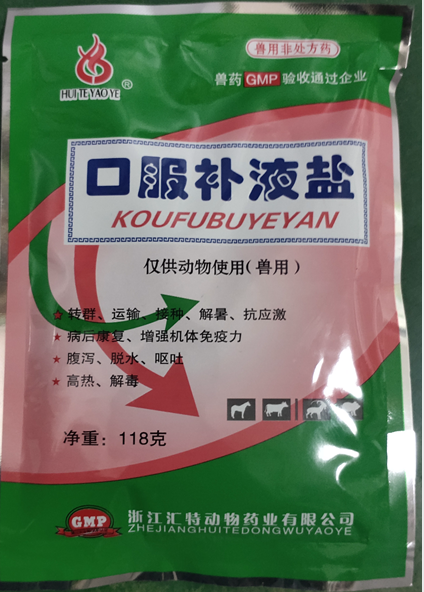 兽用非处方药
HUI TE YAO YE ®
兽药 GMP 验收通过企业
口服补液盐
KOUFUBUYEYAN
仅供动物使用(兽用)
★ 转群、运输、接种、解暑、抗应激
★ 病后康复、增强机体免疫力
★ 腹泻、脱水、呕吐
★ 高热、解毒
净重：118克
GMP
浙江汇特动物药业有限公司
ZHEJIANGHUITEDONGWUYAOYE